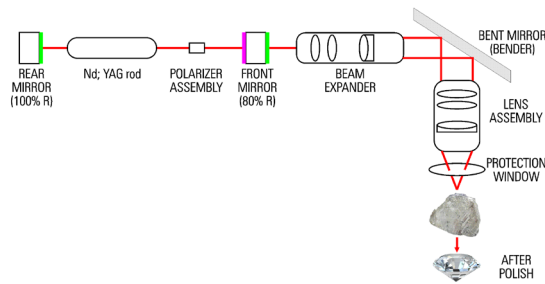 BENT MIRROR
(BENDER)
REAR
MIRROR
(100% R)
Nd; YAG rod
POLARIZER
ASSEMBLY
FRONT
MIRROR
(80% R)
BEAM
EXPANDER
LENS
ASSEMBLY
PROTECTION
WINDOW
AFTER
POLISH